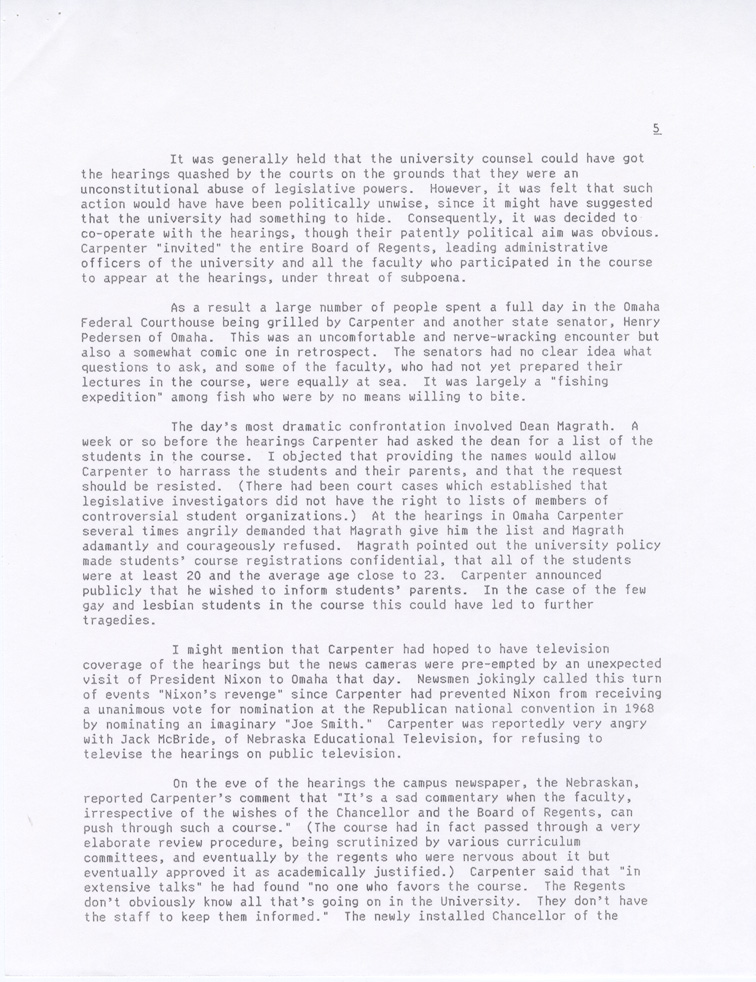 5
It was generally held that the university counsel could have got
the hearings quashed by the courts on the grounds that they were an
unconstitutional abuse of legislative powers. However, it was felt that such
action would have have been politically unwise, since it might have suggested
that the university had something to hide. Consequently, it was decided to
co-operate with the hearings, though their patently political aim was obvious.
Carpenter "invited" the entire Board of Regents, leading administrative
officers of the university and all the faculty who participated in the course
to appear at the hearings, under threat of subpoena.
As a result a large number of people spent a full day in the Omaha
Federal Courthouse being grilled by Carpenter and another state senator, Henry
Pedersen of Omaha. This was an uncomfortable and nerve-wracking encounter but
also a somewhat comic one in retrospect. The senators had no clear idea what
questions to ask, and some of the faculty, who had not yet prepared their
lectures in the course, were equally at sea. It was largely a "fishing
expedition" among fish who were by no means willing to bite.
The day's most dramatic confrontation involved Dean Magrath. A
week or so before the hearings Carpenter had asked the dean for a list of the
students in the course. I objected that providing the names would allow
Carpenter to harrass the students and their parents, and that the request
should be resisted. (There had been court cases which established that
legislative investigators did not have the right to lists of members of
controversial student organizations.) At the hearings in Omaha Carpenter
several times angrily demanded that Magrath give him the list and Magrath
adamantly and courageously refused. Magrath pointed out the university policy
made students' course registrations confidential, that all of the students
were at least 20 and the average age close to 23. Carpenter announced
publicly that he wished to inform students' parents. In the case of the few
gay and lesbian students in the course this could have led to further
tragedies.
I might mention that Carpenter had hoped to have television
coverage of the hearings but the news cameras were pre-empted by an unexpected
visit of President Nixon to Omaha that day. Newsmen jokingly called this turn
of events "Nixon's revenge" since Carpenter had prevented Nixon from receiving
a unanimous vote for nomination at the Republican national convention in 1968
by nominating an imaginary "Joe Smith." Carpenter was reportedly very angry
with Jack McBride, of Nebraska Educational Television, for refusing to
televise the hearings on public television.
On the eve of the hearings the campus newspaper, the Nebraskan,
reported Carpenter's comment that "It's a sad commentary when the faculty,
irrespective of the wishes of the Chancellor and the Board of Regents, can
push through such a course." (The course had in fact passed through a very
elaborate review procedure, being scrutinized by various curriculum
committees, and eventually by the regents who were nervous about it but
eventually approved it as academically justified.) Carpenter said that "in
extensive talks" he had found "no one who favors the course. The Regents
don't obviously know all that's going on in the University. They don't have
the staff to keep them informed." The newly installed Chancellor of the